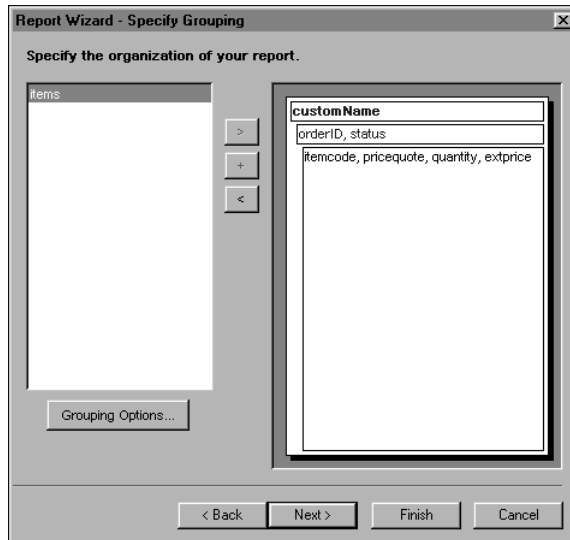 Report Wizard - Specify Grouping
Specify the organization of your report.
items
>
+
<
customName
orderID, status
itemcode, pricequote, quantity, extprice
Grouping Options...
< Back
Next >
Finish
Cancel